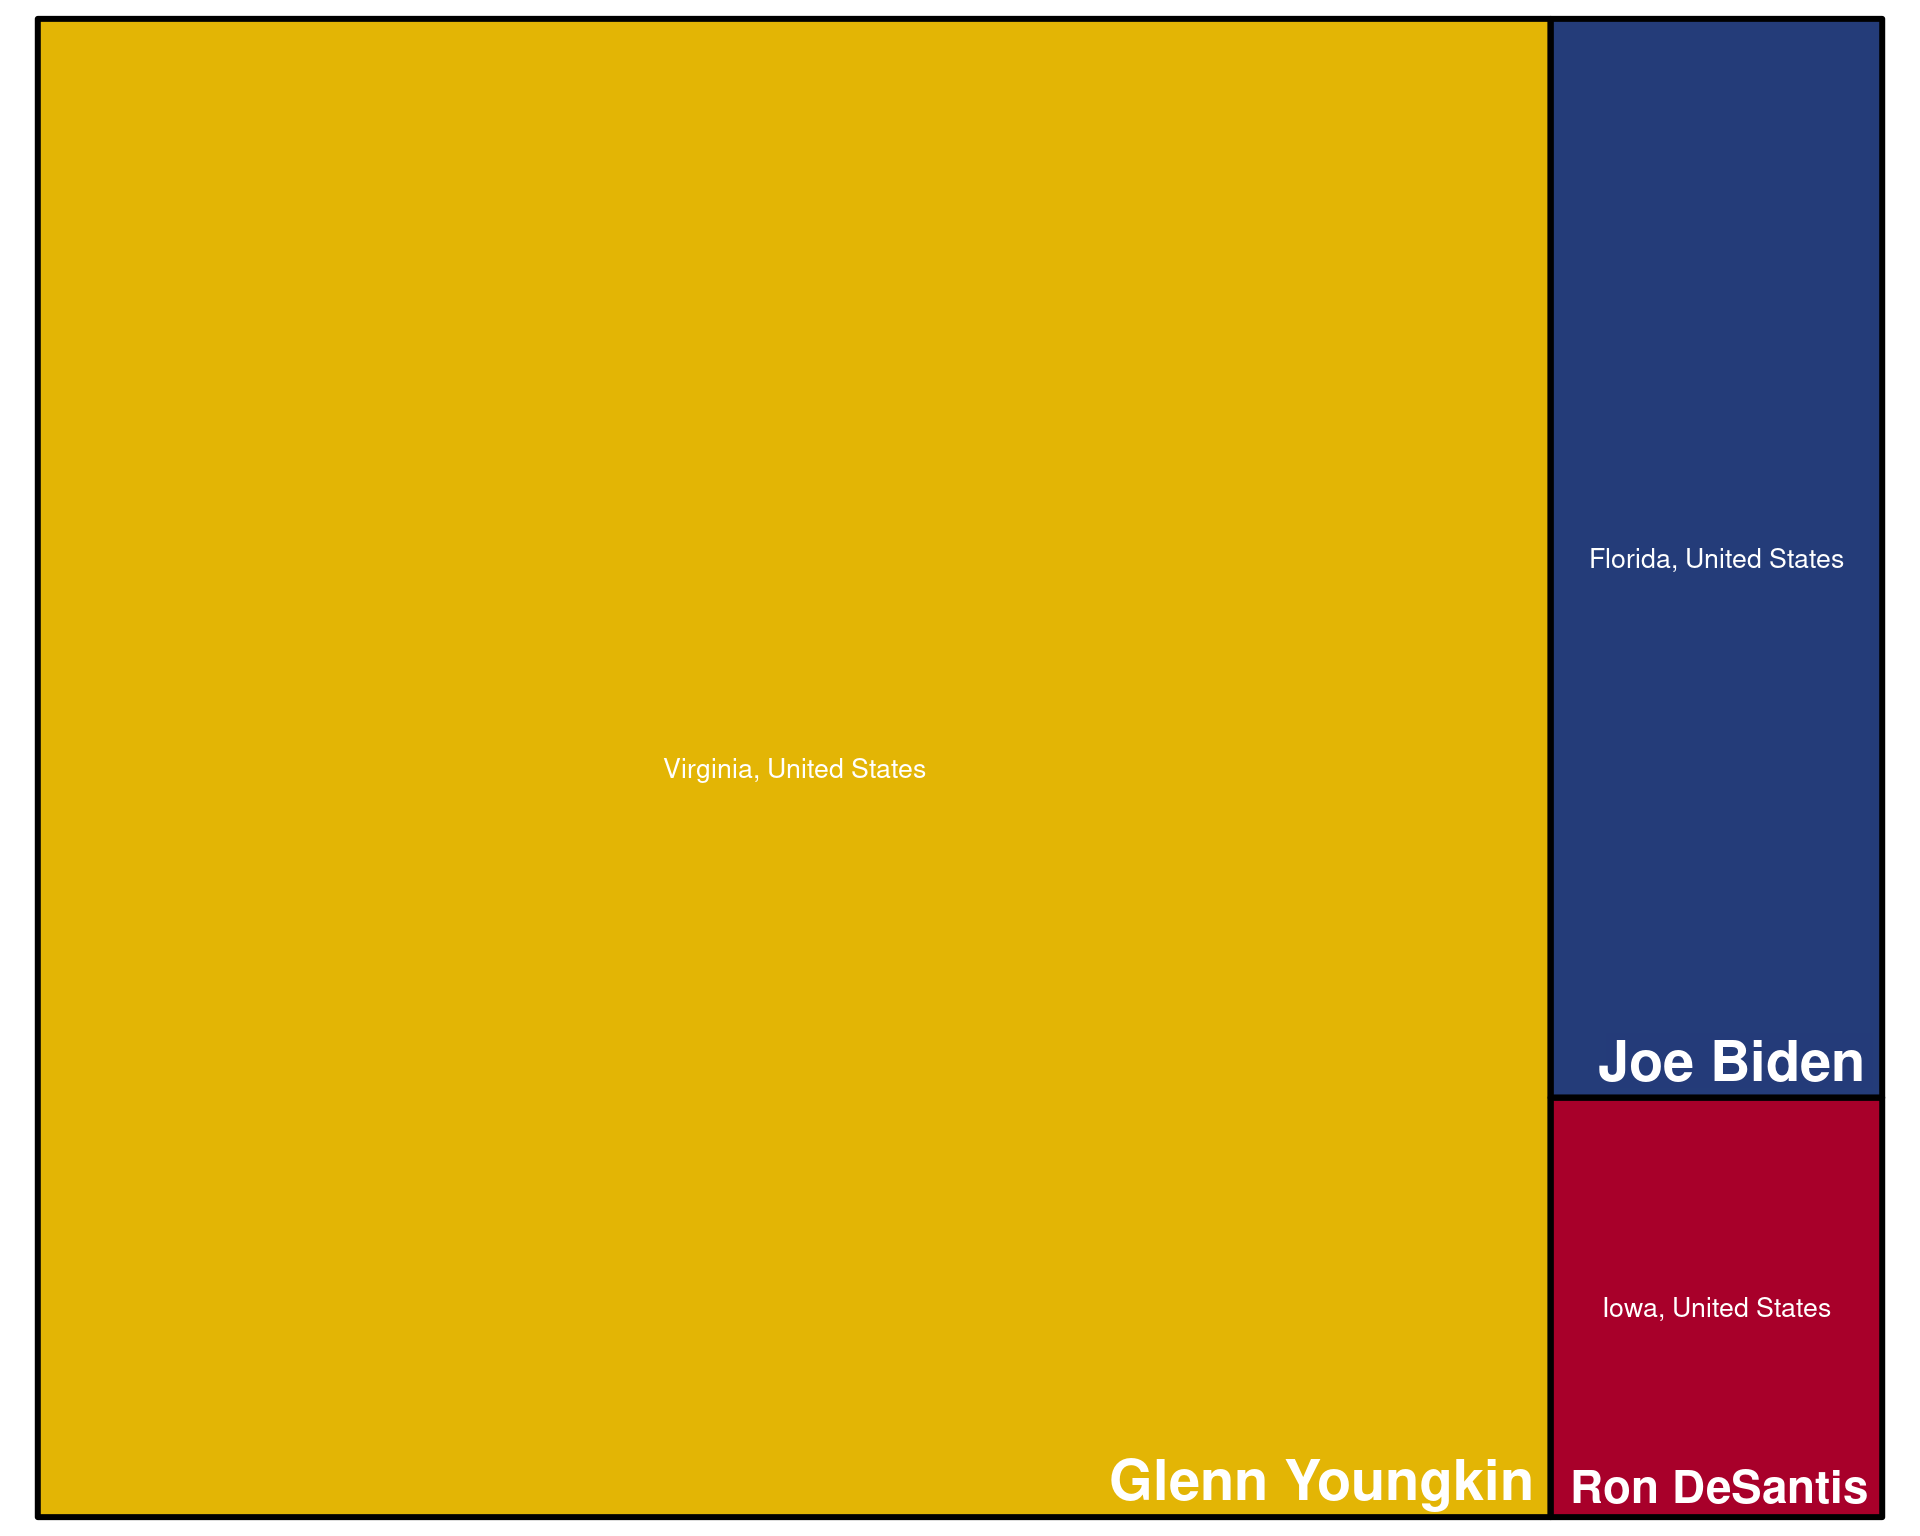 Virginia, United States
Glenn Youngkin
Florida, United States
Joe Biden
Iowa, United States
Ron DeSantis